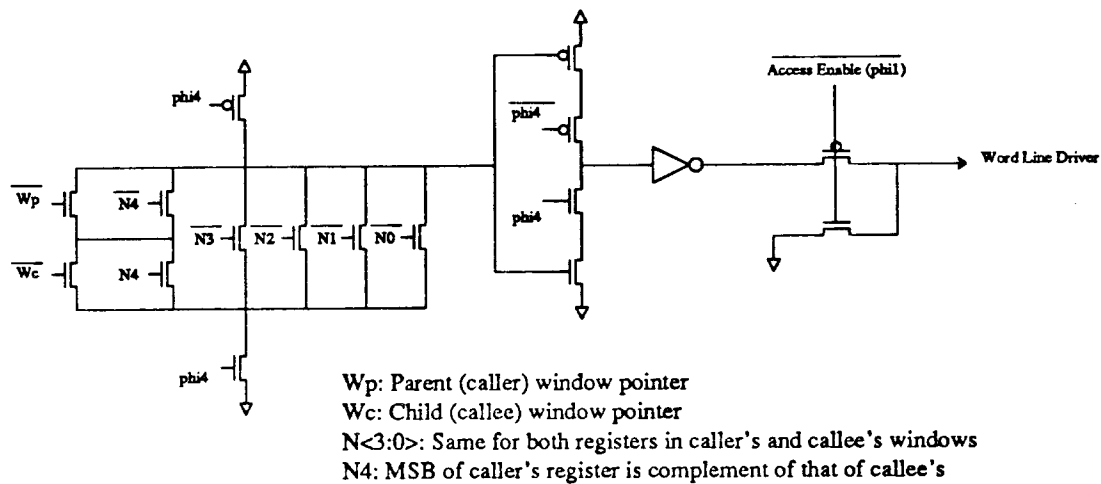 phi4
phi4
Access Enable (phi1)
Word Line Driver
Wp
N4
N3
N2
N1
N0
phi4
Wc
N4
phi4
Wp: Parent (caller) window pointer
Wc: Child (callee) window pointer
N<3:0>: Same for both registers in caller's and callee's windows
N4: MSB of caller's register is complement of that of callee's